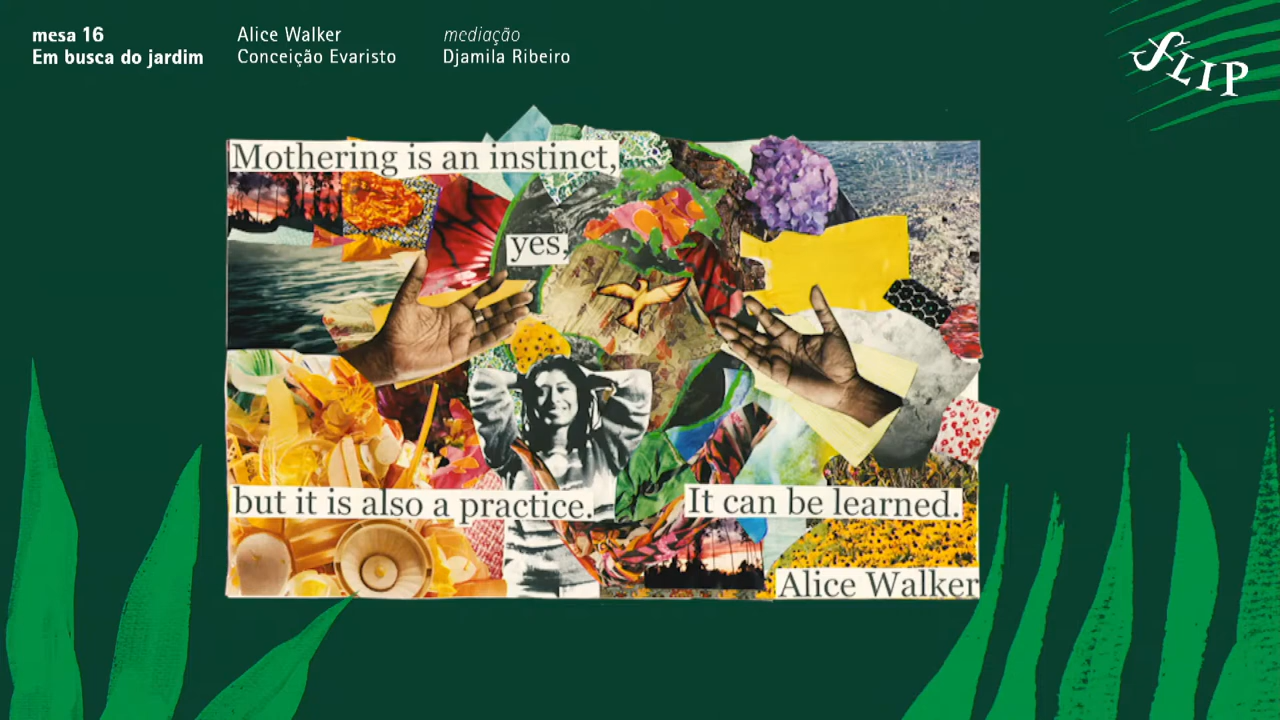 mesa 16
Em busca do jardim
Alice Walker
Conceição Evaristo
mediação
Djamila Ribeiro
FLIP
Mothering is an instinct,
yes,
but it is also a practice.
It can be learned.
Alice Walker